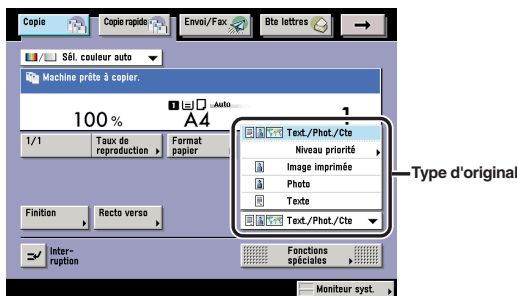 Copie
Copie rapide
Envoi/Fax
Bte lettres
Sél. couleur auto
Machine prête à copier.
100 %
Auto
A4
1
1/1
Taux de
reproduction
Format
papier
Text./Phot./Cte
Niveau priorité
Image imprimée
Photo
Texte
Text./Phot./Cte
Type d'original
Finition
Recto verso
Inter-
ruption
Fonctions
spéciales
Moniteur syst.